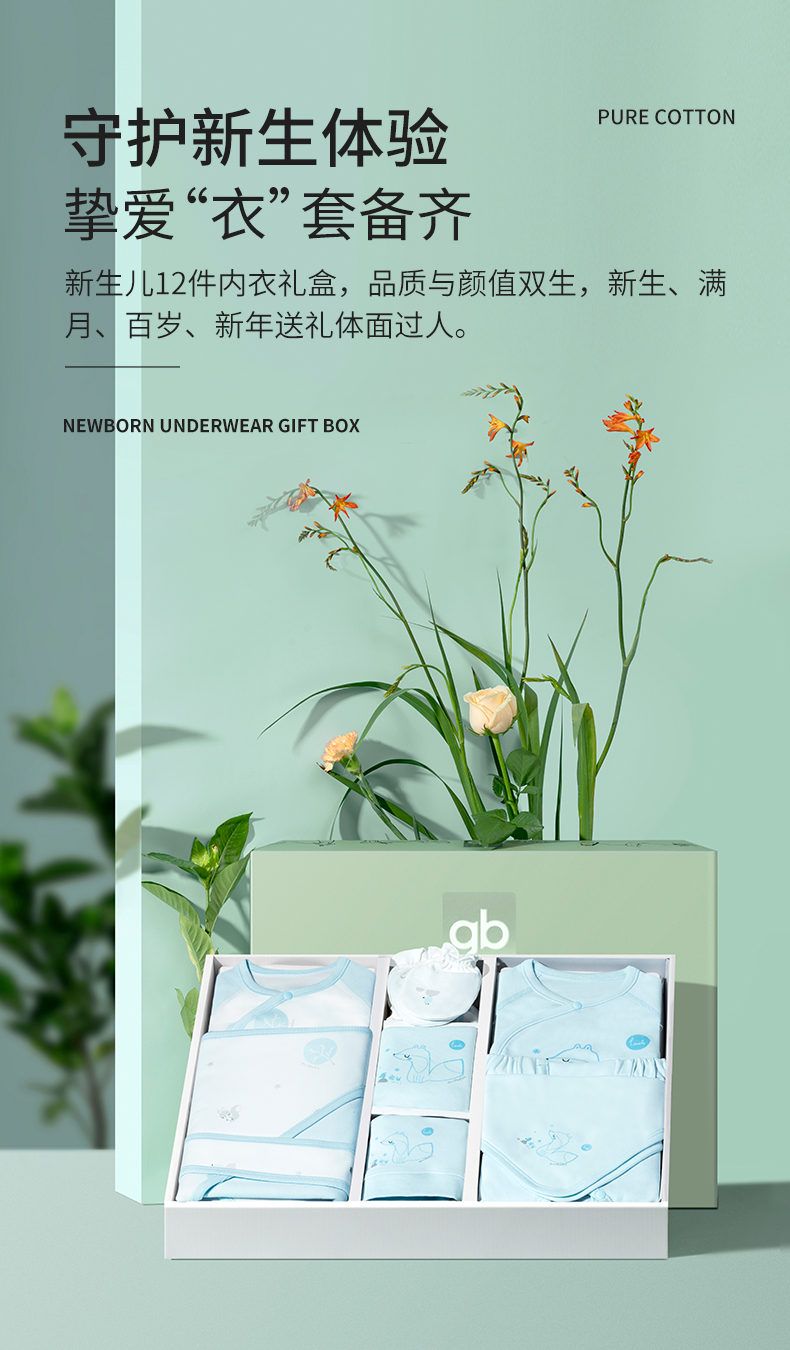 守护新生体验
PURE COTTON
挚爱“衣”套备齐
新生儿12件内衣礼盒，品质与颜值双生，新生、满
月、百岁、新年送礼体面过人。
NEWBORN UNDERWEAR GIFT BOX
gb